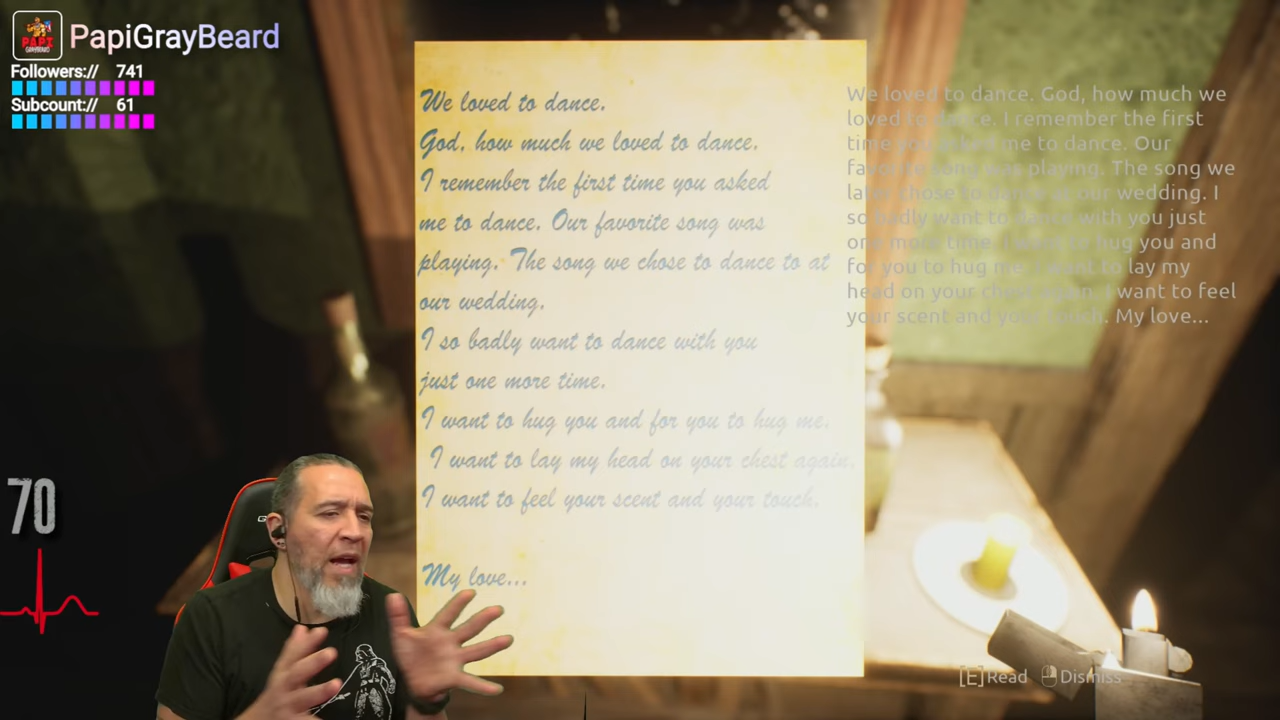 PapiGrayBeard
Followers:// 741
Subcount:// 61
We loved to dance.
God, how much we loved to dance.
I remember the first time you asked
me to dance. Our favorite song was
playing. The song we chose to dance to at
our wedding.
I so badly want to dance with you
just one more time.
I want to hug you and for you to hug me.
I want to lay my head on your chest again.
I want to feel your scent and your touch.
My love...
We loved to dance. God, how much we
loved to dance. I remember the first
time you asked me to dance. Our
favorite song was playing. The song we
later chose to dance at our wedding. I
so badly want to dance with you just
one more time. I want to hug you and
for you to hug me. I want to lay my
head on your chest again. I want to feel
your scent and your touch. My love...
70
[E]Read Dismiss